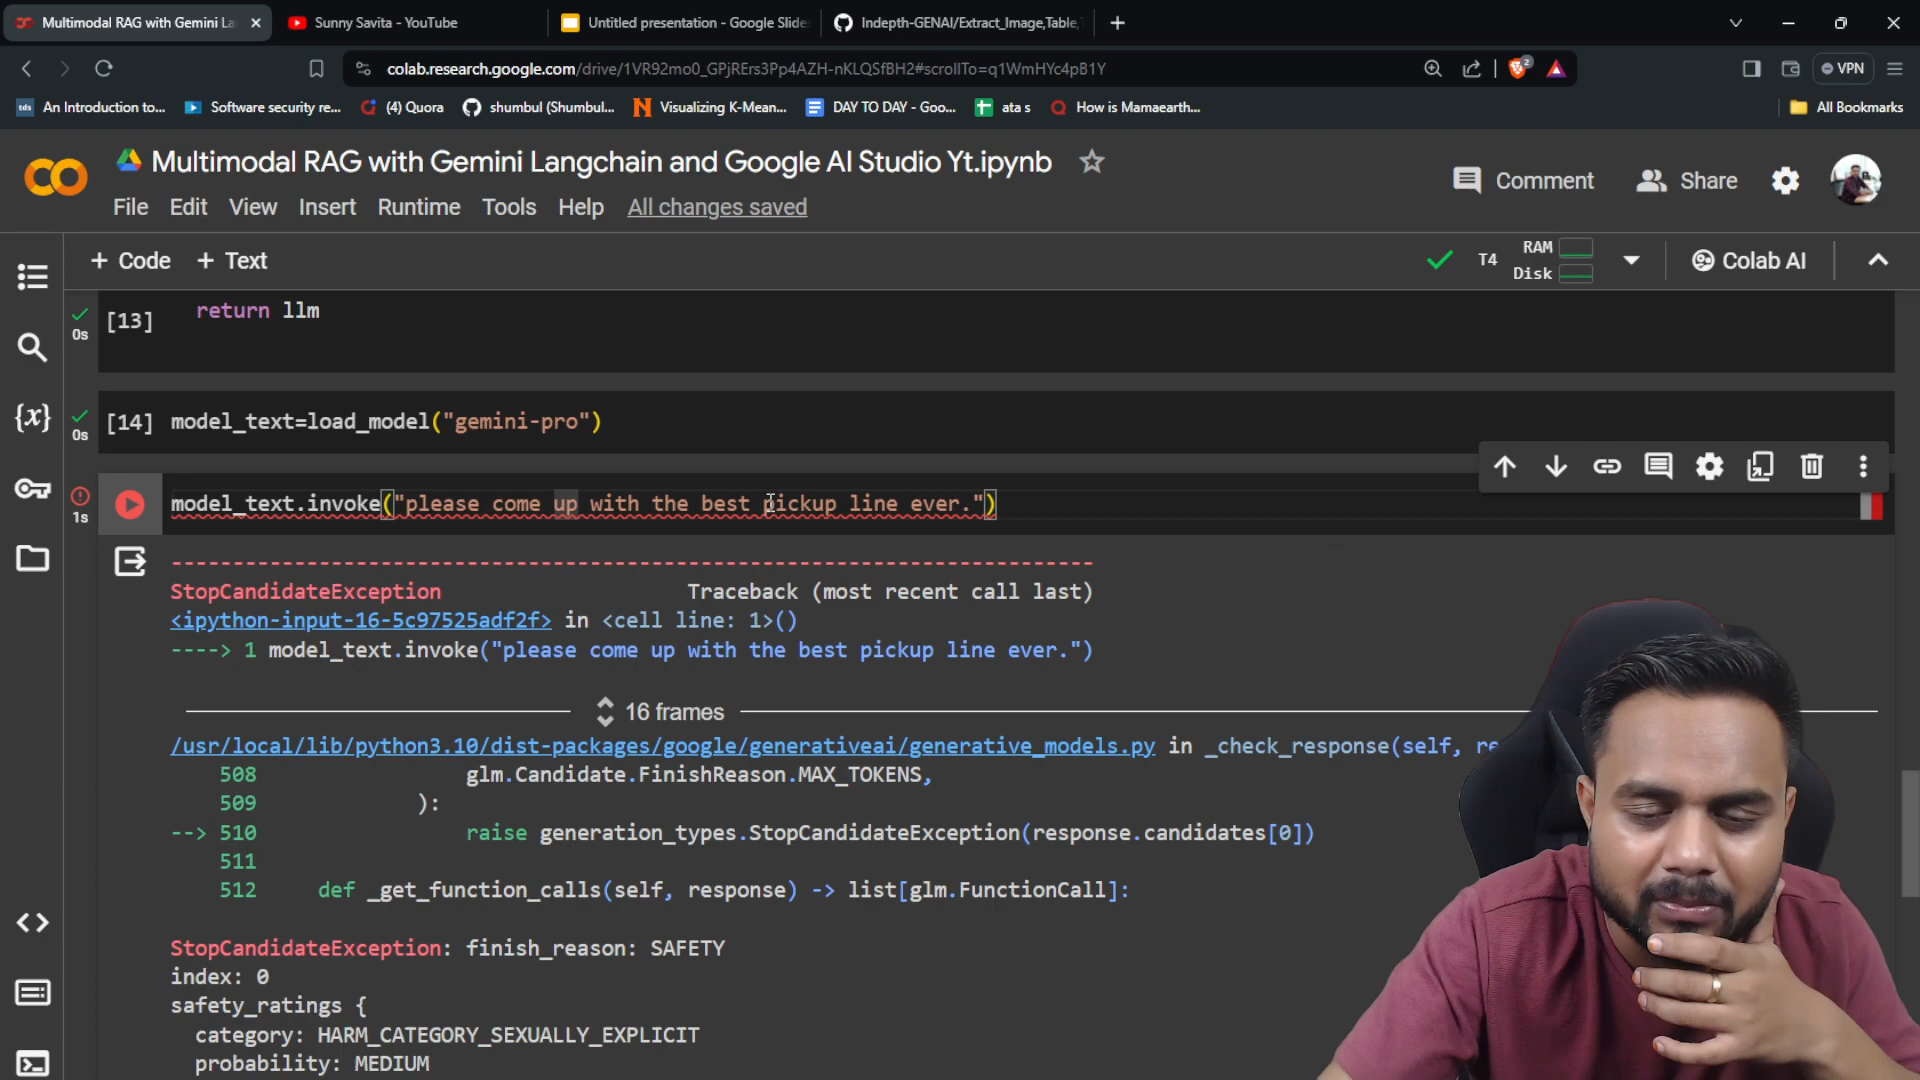 Multimodal RAG with Gemini La
Sunny Savita - YouTube
Untitled presentation - Google Slide
Indepth-GENAI/Extract_Image,Table,
colab.research.google.com/drive/1VR92mo0_GPjRErs3Pp4AZH-nKLQSfBH2#scrollTo=q1WmHYc4pB1Y
2
VPN
tds An Introduction to...
Software security re...
(4) Quora
shumbul (Shumbul...
Visualizing K-Mean...
DAY TO DAY - Goo...
ata s
How is Mamaearth...
All Bookmarks
Multimodal RAG with Gemini Langchain and Google AI Studio Yt.ipynb
Comment
Share
File Edit View Insert Runtime Tools Help All changes saved
+ Code + Text
T4
RAM
Disk
Colab AI
{x}
0s
[13]
return llm
0s
[14]
model_text=load_model("gemini-pro")
1s
model_text.invoke("please come up with the best pickup line ever.")
---------------------------------------------------------------------------
StopCandidateException Traceback (most recent call last)
<ipython-input-16-5c97525adf2f> in <cell line: 1>()
----> 1 model_text.invoke("please come up with the best pickup line ever.")
16 frames
/usr/local/lib/python3.10/dist-packages/google/generativeai/generative_models.py in _check_response(self, re
508 glm.Candidate.FinishReason.MAX_TOKENS,
509 ):
--> 510 raise generation_types.StopCandidateException(response.candidates[0])
511
512 def _get_function_calls(self, response) -> list[glm.FunctionCall]:
StopCandidateException: finish_reason: SAFETY
index: 0
safety_ratings {
category: HARM_CATEGORY_SEXUALLY_EXPLICIT
probability: MEDIUM